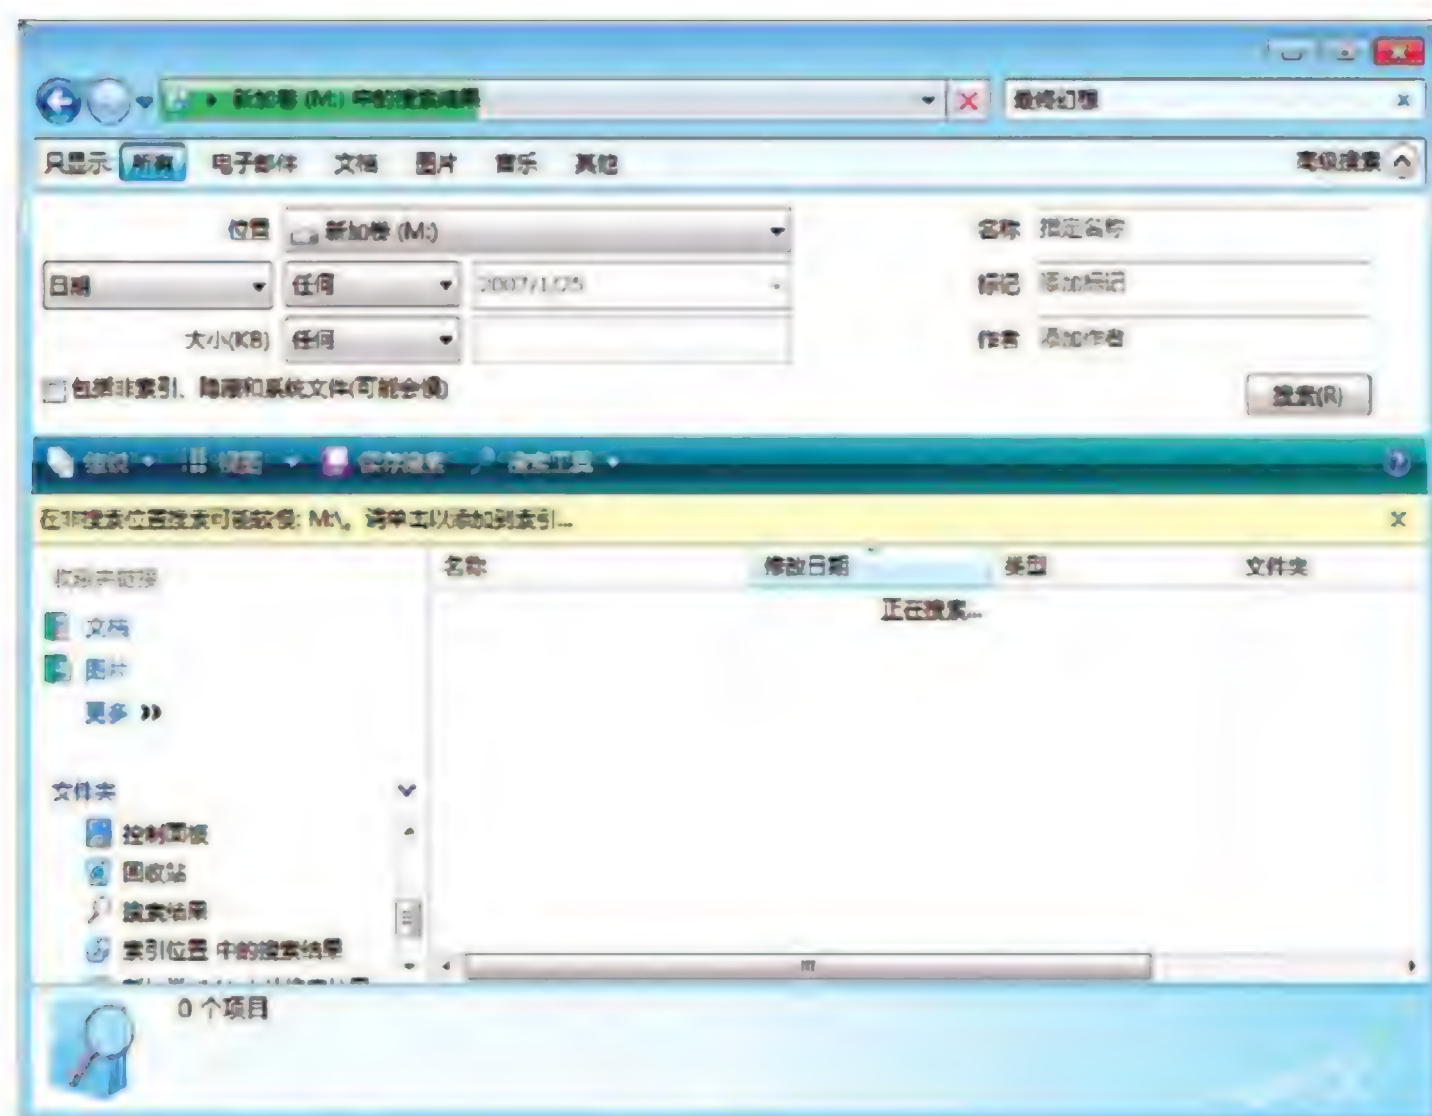 新加卷 (M:) 中的搜索结果
最终幻想
只显示 所有 电子邮件 文档 图片 音乐 其他 高级搜索
位置 新加卷 (M:) 名称 指定名称
日期 任何 2007/1/25 标记 添加标记
大小(KB) 任何 作者 添加作者
包括非索引、隐藏和系统文件(可能会慢) 搜索(R)
组织 视图 保存搜索 搜索工具
在非搜索位置搜索可能较慢: M:\。请单击以添加到索引...
收藏夹链接 名称 修改日期 类型 文件夹
正在搜索...
文档
图片
更多 »
文件夹
控制面板
回收站
搜索结果
索引位置 中的搜索结果
0 个项目